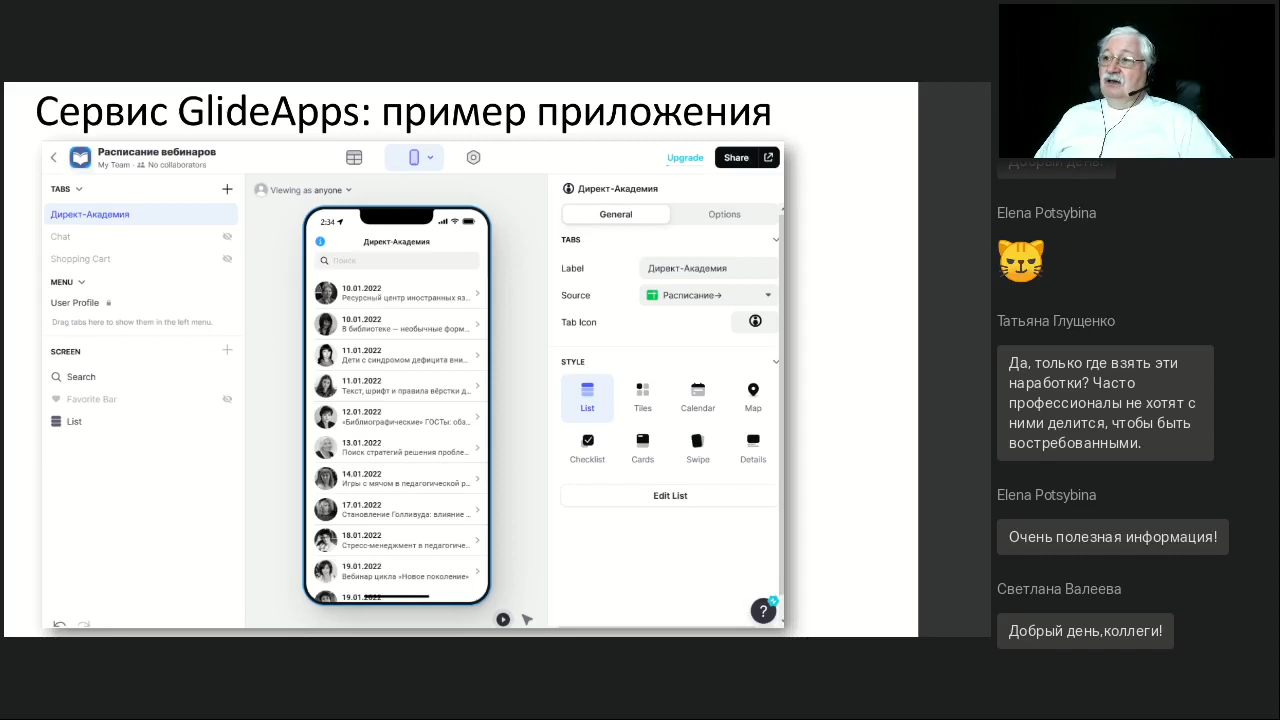 Сервис GlideApps: пример приложения
Расписание вебинаров
My Team · No collaborators
Upgrade
Share
TABS
Директ-Академия
Chat
Shopping Cart
MENU
User Profile
Drag tabs here to show them in the left menu.
SCREEN
Search
Favorite Bar
List
Viewing as anyone
2:34
Директ-Академия
Поиск
10.01.2022
Ресурсный центр иностранных яз...
10.01.2022
В библиотеке — необычные форм...
11.01.2022
Дети с синдромом дефицита вни...
11.01.2022
Текст, шрифт и правила вёрстки д...
12.01.2022
«Библиографические» ГОСТы: обз...
13.01.2022
Поиск стратегий решения пробле...
14.01.2022
Игры с мячом в педагогической р...
17.01.2022
Становление Голливуда: влияние ...
18.01.2022
Стресс-менеджмент в педагогиче...
19.01.2022
Вебинар цикла «Новое поколение»
19.01.2022
Директ-Академия
General
Options
TABS
Label
Директ-Академия
Source
Расписание→
Tab Icon
STYLE
List
Tiles
Calendar
Map
Checklist
Cards
Swipe
Details
Edit List
?
Добрый день!
Elena Potsybina
Татьяна Глущенко
Да, только где взять эти
наработки? Часто
профессионалы не хотят с
ними делится, чтобы быть
востребованными.
Elena Potsybina
Очень полезная информация!
Светлана Валеева
Добрый день,коллеги!